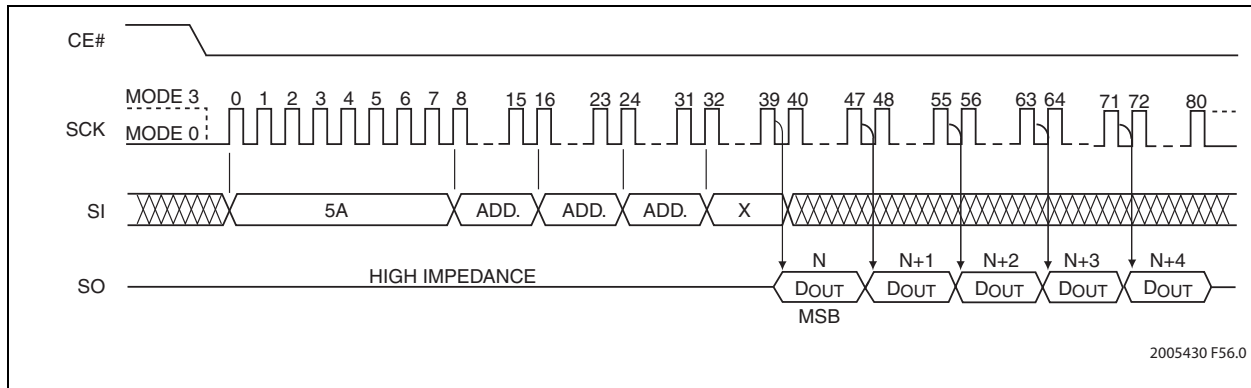 CE#
MODE 3
0 1 2 3 4 5 6 7 8 15 16 23 24 31 32 39 40 47 48 55 56 63 64 71 72 80
SCK
MODE 0
SI
5A ADD. ADD. ADD. X
N N+1 N+2 N+3 N+4
HIGH IMPEDANCE
SO
DOUT DOUT DOUT DOUT DOUT
MSB
2005430 F56.0